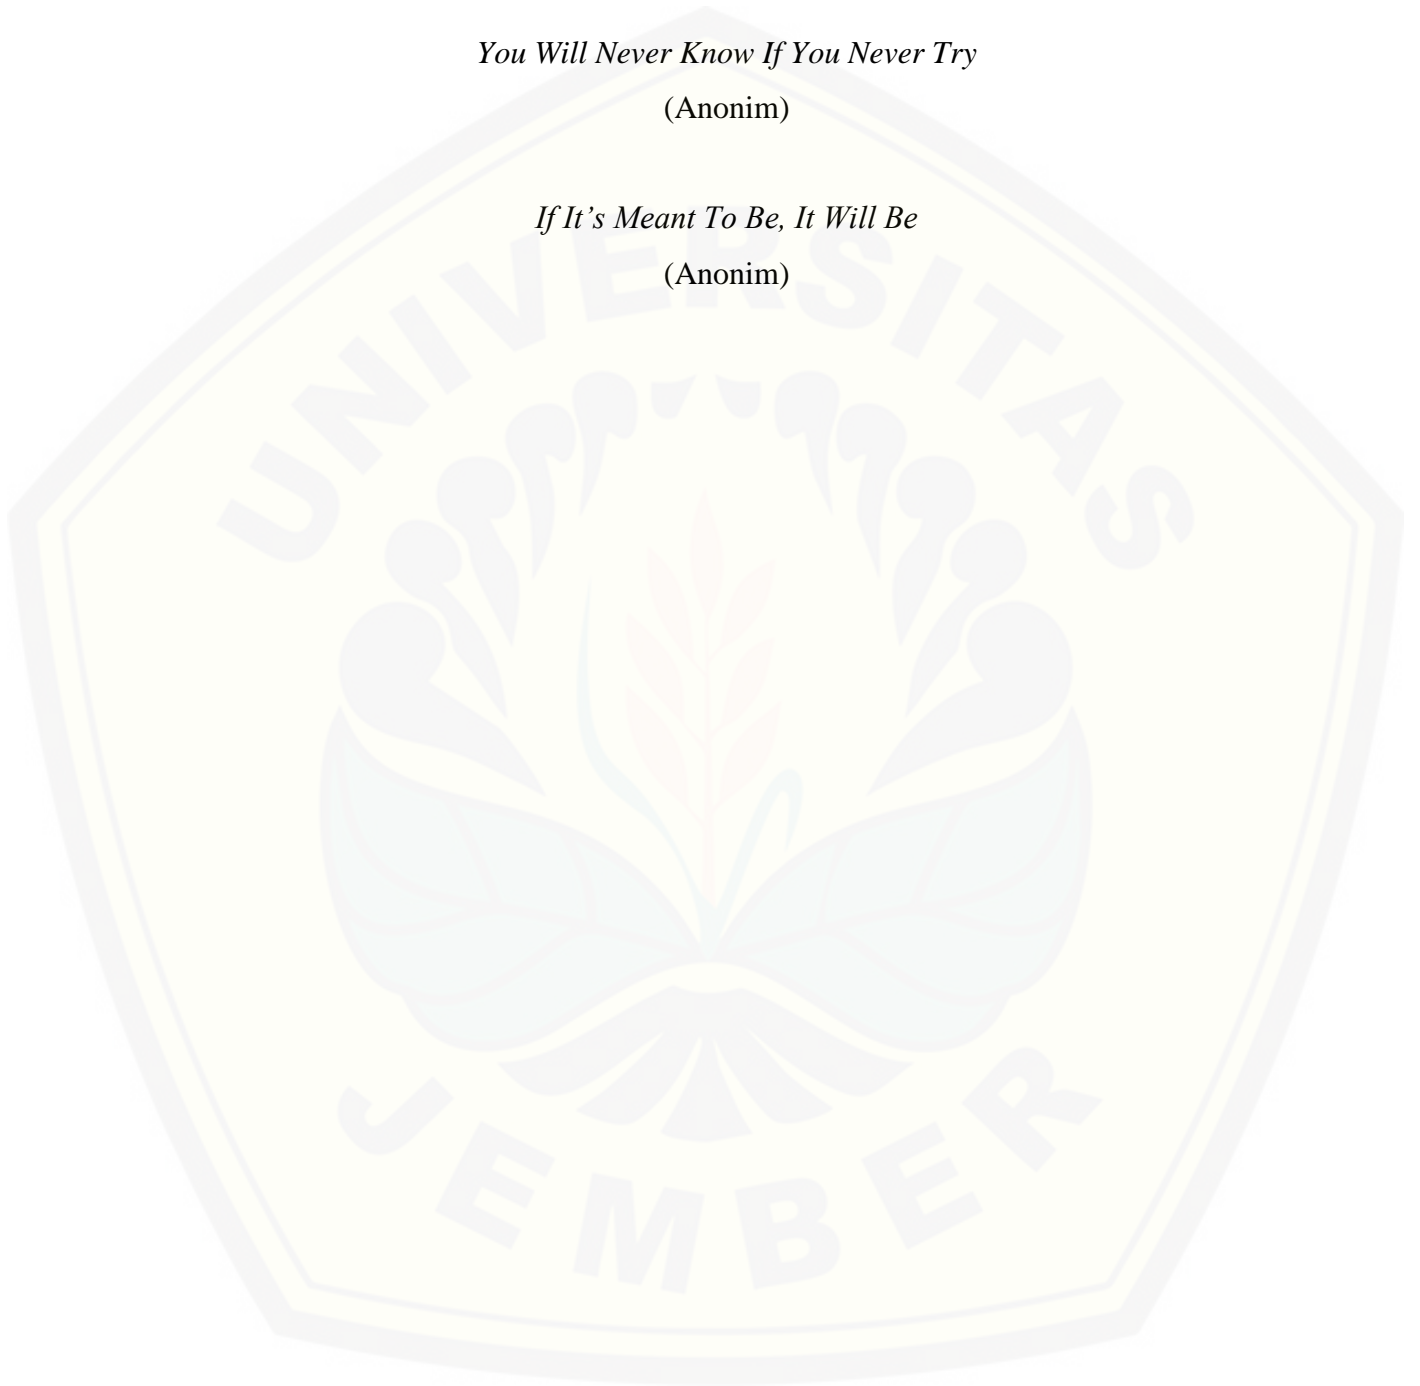 You Will Never Know If You Never Try
(Anonim)
If It’s Meant To Be, It Will Be
(Anonim)
UNIVERSITAS
JEMBER